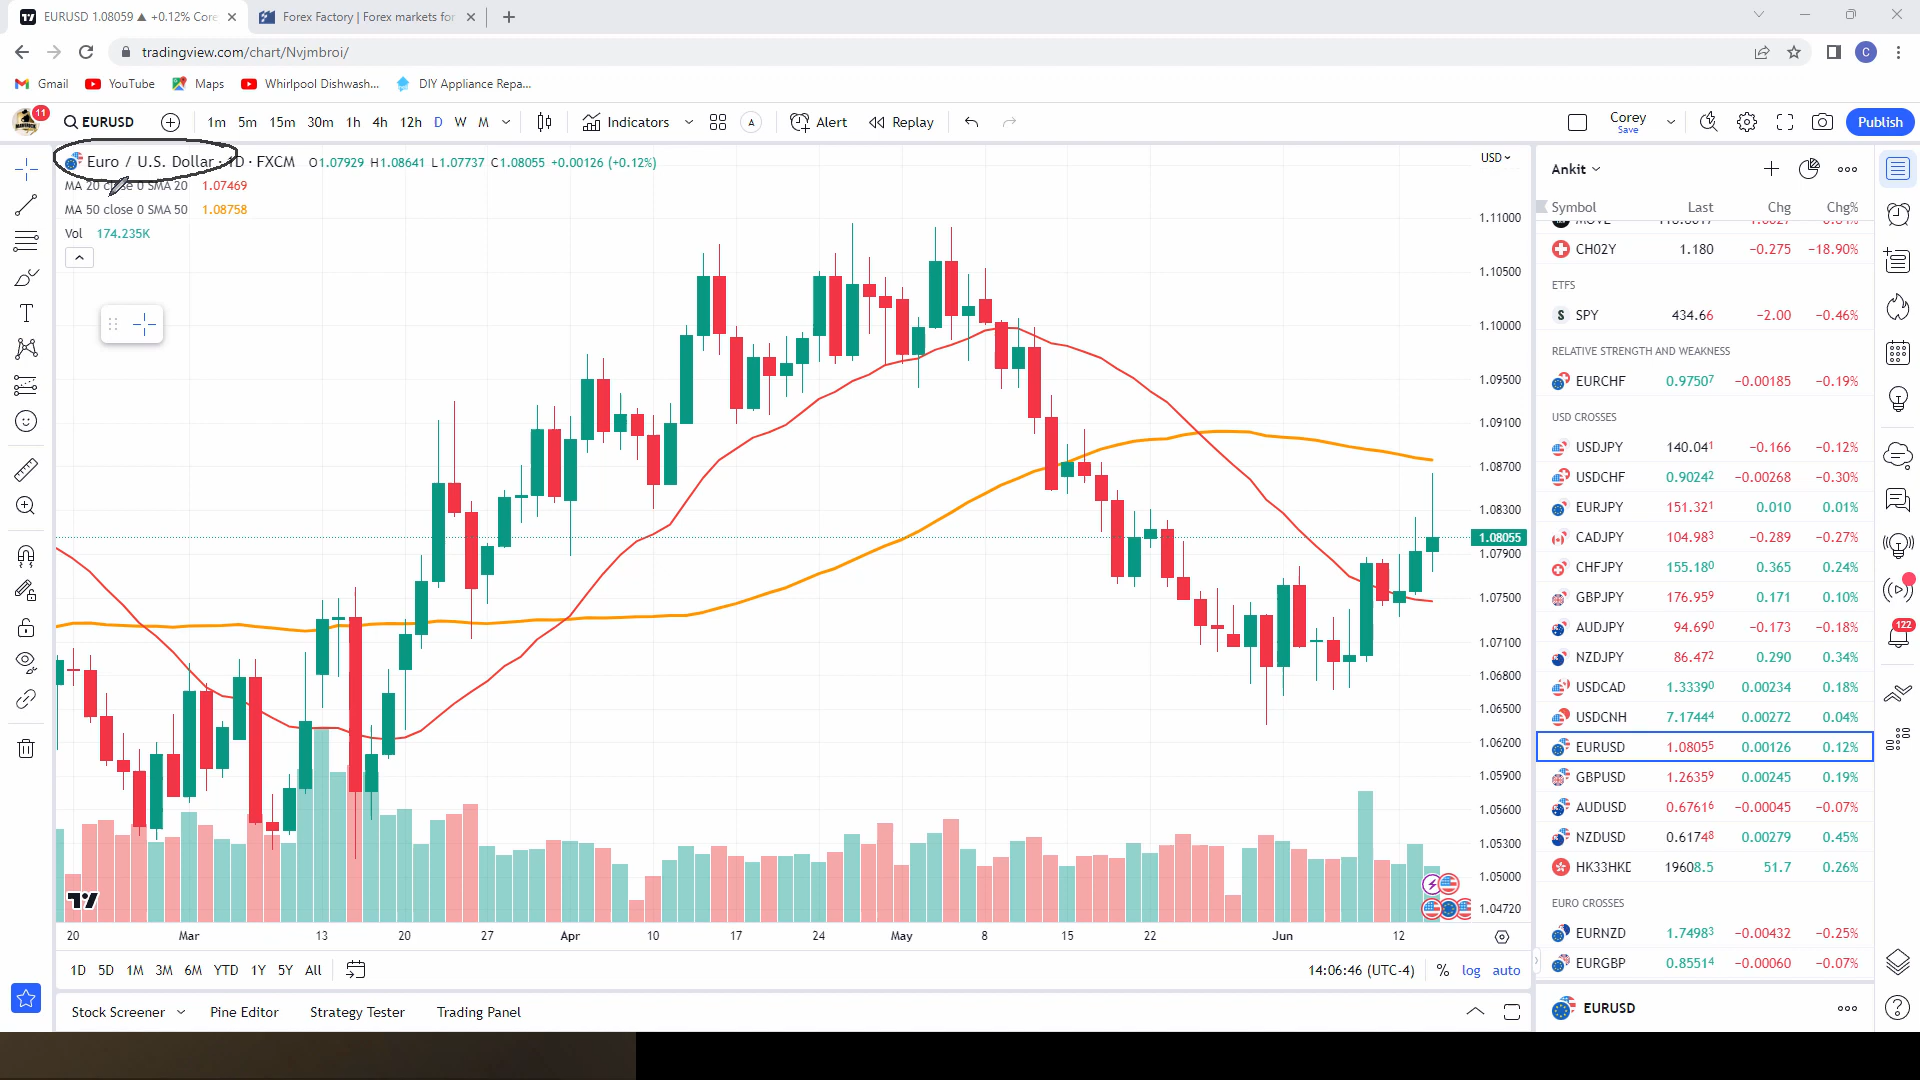 EURUSD 1.08059 ▲ +0.12% Core
Forex Factory | Forex markets for
tradingview.com/chart/Nvjmbroi/
C
Gmail YouTube Maps Whirlpool Dishwash... DIY Appliance Repa...
11
EURUSD 1m 5m 15m 30m 1h 4h 12h D W M Indicators A Alert Replay Corey Save Publish
Euro / U.S. Dollar · 1D · FXCM O1.07929 H1.08641 L1.07737 C1.08055 +0.00126 (+0.12%)
MA 20 close 0 SMA 20 1.07469
MA 50 close 0 SMA 50 1.08758
Vol 174.235K
USD
1.11000
1.10500
1.10000
1.09500
1.09100
1.08700
1.08300
1.08055
1.07900
1.07500
1.07100
1.06800
1.06500
1.06200
1.05900
1.05600
1.05300
1.05000
1.04720
20 Mar 13 20 27 Apr 10 17 24 May 8 15 22 Jun 12
1D 5D 1M 3M 6M YTD 1Y 5Y All 14:06:46 (UTC-4) % log auto
Stock Screener Pine Editor Strategy Tester Trading Panel
Ankit
Symbol Last Chg Chg%
CH02Y 1.180 −0.275 −18.90%
ETFS
SPY 434.66 −2.00 −0.46%
RELATIVE STRENGTH AND WEAKNESS
EURCHF 0.97507 −0.00185 −0.19%
USD CROSSES
USDJPY 140.041 −0.166 −0.12%
USDCHF 0.90242 −0.00268 −0.30%
EURJPY 151.321 0.010 0.01%
CADJPY 104.983 −0.289 −0.27%
CHFJPY 155.180 0.365 0.24%
GBPJPY 176.959 0.171 0.10%
AUDJPY 94.690 −0.173 −0.18%
NZDJPY 86.472 0.290 0.34%
USDCAD 1.33390 0.00234 0.18%
USDCNH 7.17444 0.00272 0.04%
EURUSD 1.08055 0.00126 0.12%
GBPUSD 1.26359 0.00245 0.19%
AUDUSD 0.67616 −0.00045 −0.07%
NZDUSD 0.61748 0.00279 0.45%
HK33HKD 19608.5 51.7 0.26%
EURO CROSSES
EURNZD 1.74983 −0.00432 −0.25%
EURGBP 0.85514 −0.00060 −0.07%
EURUSD
122